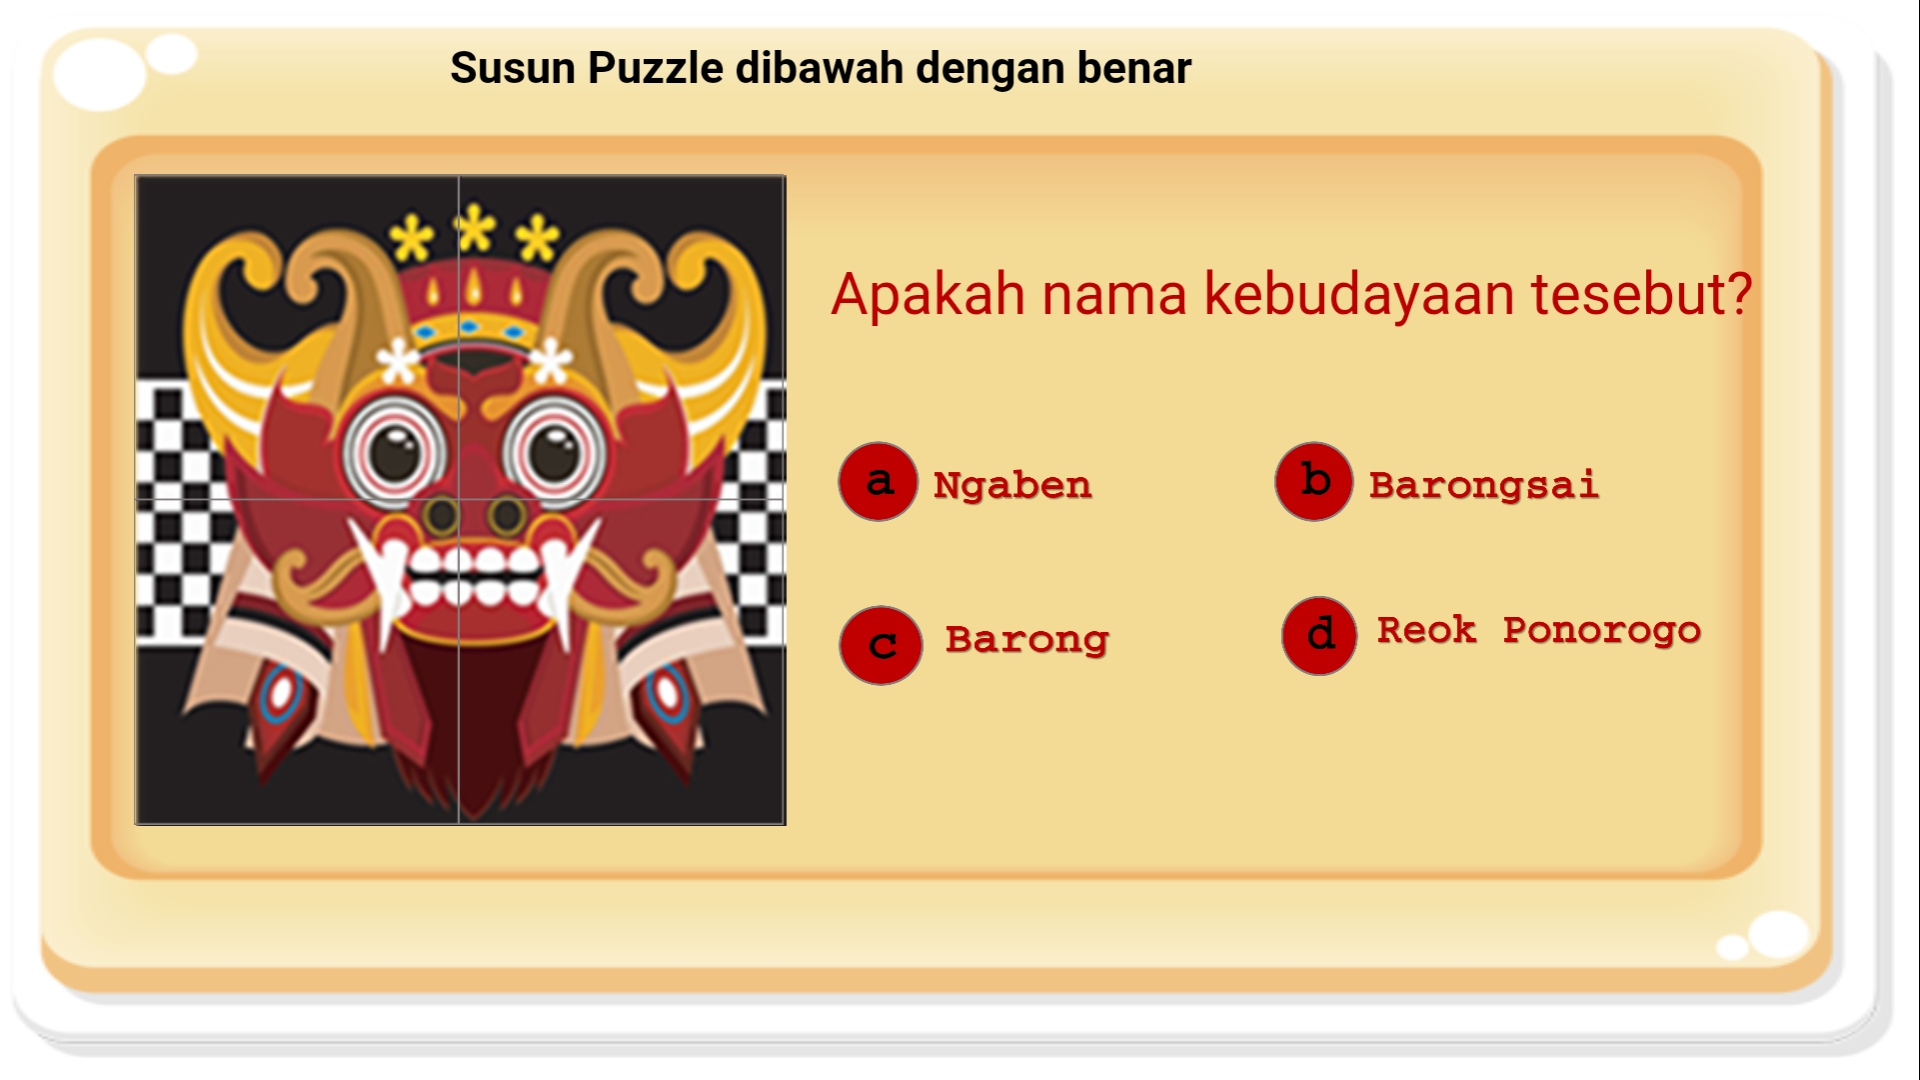 Susun Puzzle dibawah dengan benar
Apakah nama kebudayaan tesebut?
a Ngaben
b Barongsai
c Barong
d Reok Ponorogo